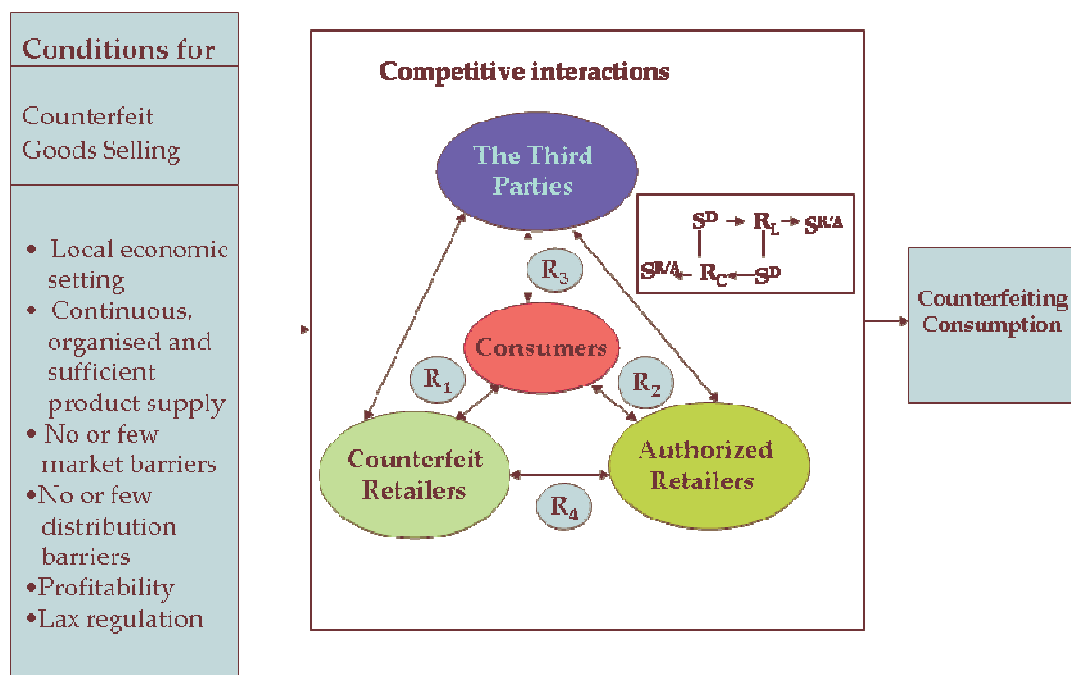 Conditions for
Counterfeit
Goods Selling
• Local economic
setting
• Continuous,
organised and
sufficient
product supply
• No or few
market barriers
•No or few
distribution
barriers
•Profitability
•Lax regulation
Competitive interactions
The Third
Parties
R3
Consumers
R1
R2
Counterfeit
Retailers
Authorized
Retailers
R4
S^D → R_L → S^R/A
S^R/A ← R_C ← S^D
Counterfeiting
Consumption